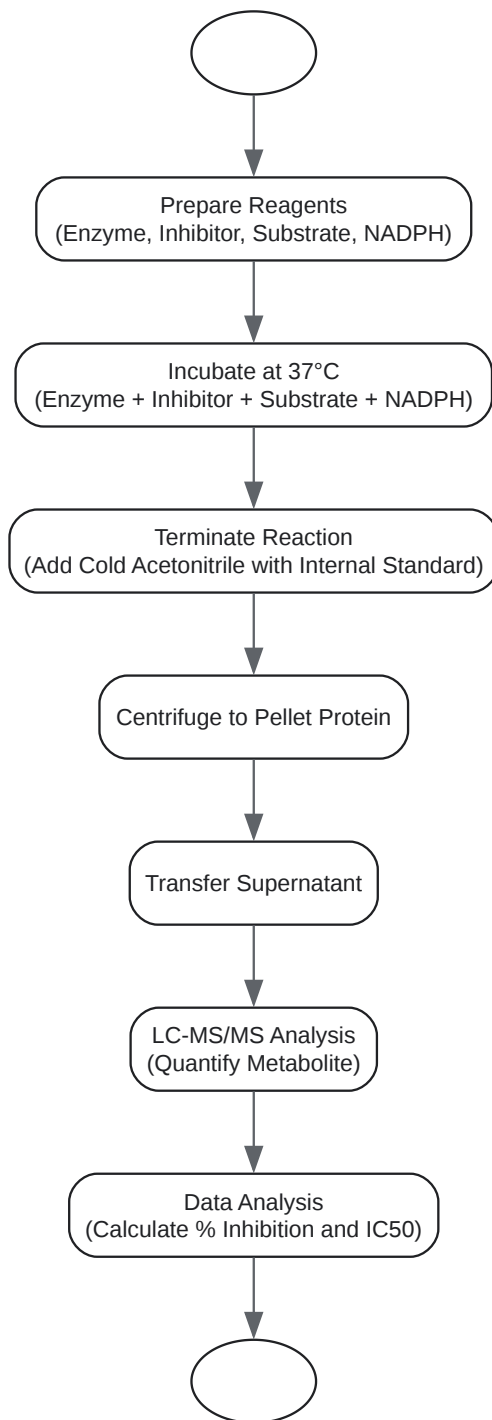 Prepare Reagents
(Enzyme, Inhibitor, Substrate, NADPH)
Incubate at 37°C
(Enzyme + Inhibitor + Substrate + NADPH)
Terminate Reaction
(Add Cold Acetonitrile with Internal Standard)
Centrifuge to Pellet Protein
Transfer Supernatant
LC-MS/MS Analysis
(Quantify Metabolite)
Data Analysis
(Calculate % Inhibition and IC50)